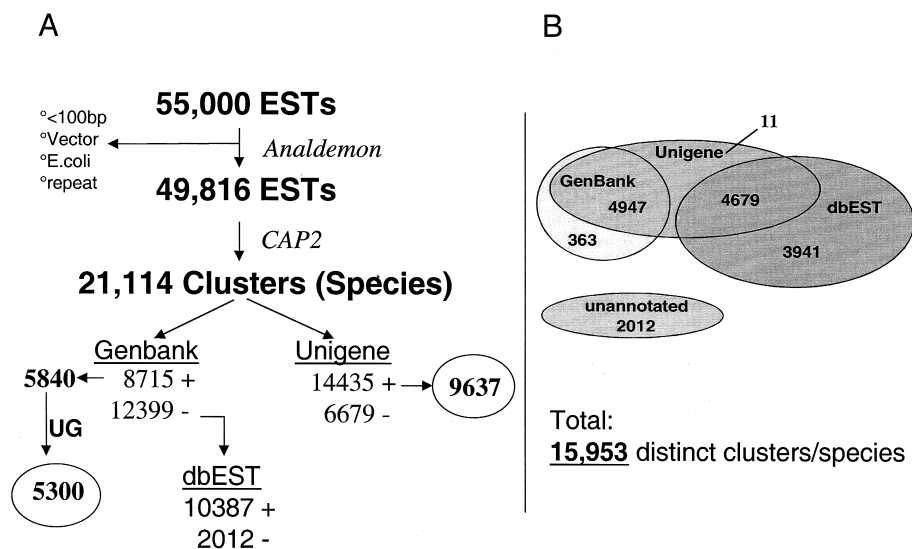 A
55,000 ESTs
°<100bp
°Vector
°E.coli
°repeat
Analdemon
49,816 ESTs
CAP2
21,114 Clusters (Species)
Genbank
5840
8715 +
12399 -
UG
5300
dbEST
10387 +
2012 -
Unigene
14435 +
6679 -
9637
B
11
Unigene
GenBank
4947
4679
dbEST
363
3941
unannotated
2012
Total:
15,953 distinct clusters/species